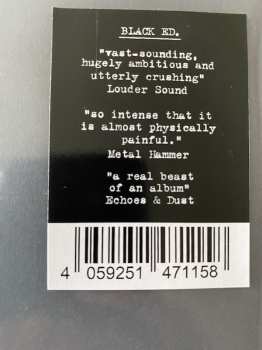 BLACK ED.
"vast-sounding,
hugely ambitious and
utterly crushing"
Louder Sound
"so intense that it
is almost physically
painful."
Metal Hammer
"a real beast
of an album"
Echoes & Dust
4 059251 471158